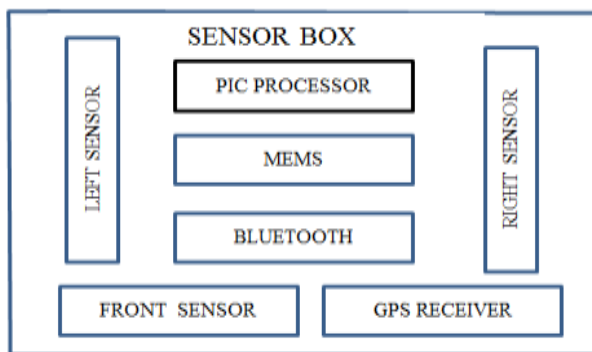 SENSOR BOX
PIC PROCESSOR
LEFT SENSOR
MEMS
RIGHT SENSOR
BLUETOOTH
FRONT SENSOR
GPS RECEIVER